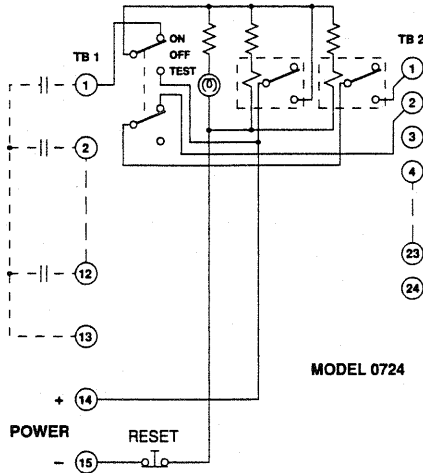 ON
TB 1
OFF
TB 2
TEST
1
1
2
2
3
4
12
23
24
13
MODEL 0724
+ 14
POWER
RESET
- 15